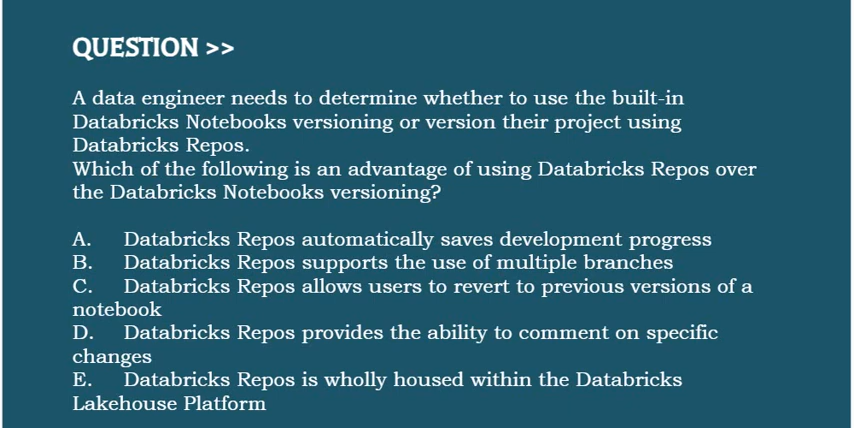 QUESTION >>
A data engineer needs to determine whether to use the built-in
Databricks Notebooks versioning or version their project using
Databricks Repos.
Which of the following is an advantage of using Databricks Repos over
the Databricks Notebooks versioning?
A. Databricks Repos automatically saves development progress
B. Databricks Repos supports the use of multiple branches
C. Databricks Repos allows users to revert to previous versions of a
notebook
D. Databricks Repos provides the ability to comment on specific
changes
E. Databricks Repos is wholly housed within the Databricks
Lakehouse Platform